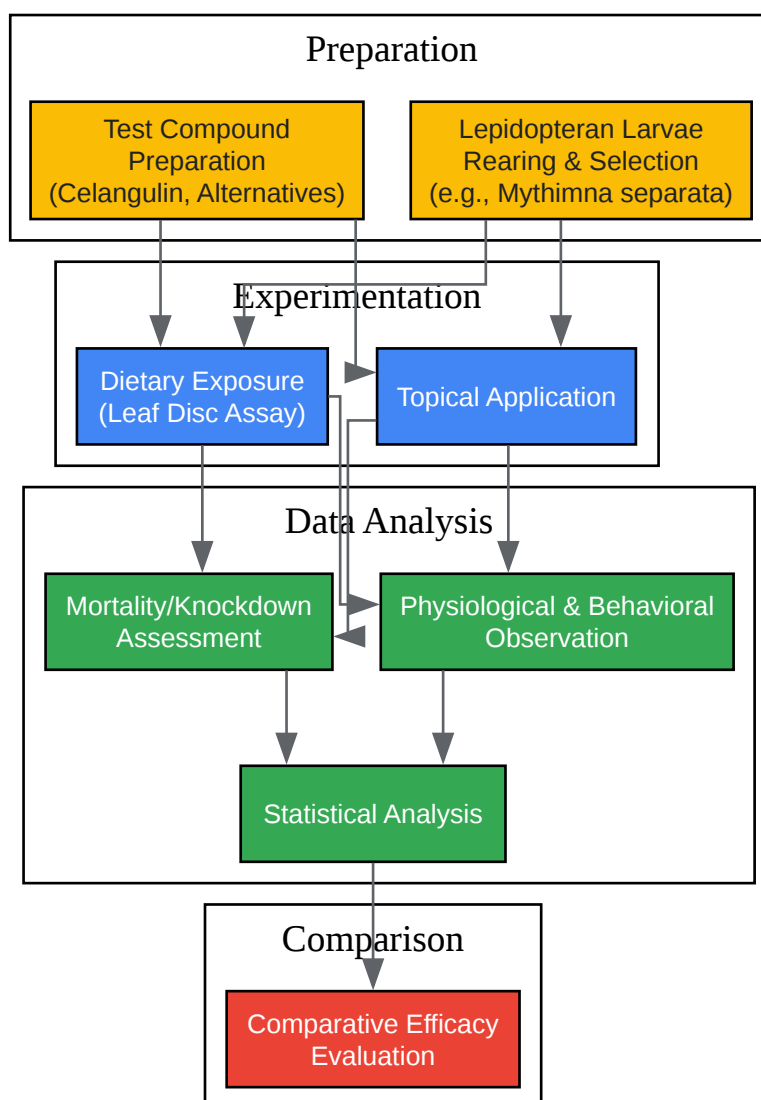 Preparation
Test Compound
Preparation
(Celangulin, Alternatives)
Lepidopteran Larvae
Rearing & Selection
(e.g., Mythimna separata)
Experimentation
Dietary Exposure
(Leaf Disc Assay)
Topical Application
Data Analysis
Mortality/Knockdown
Assessment
Physiological & Behavioral
Observation
Statistical Analysis
Comparison
Comparative Efficacy
Evaluation